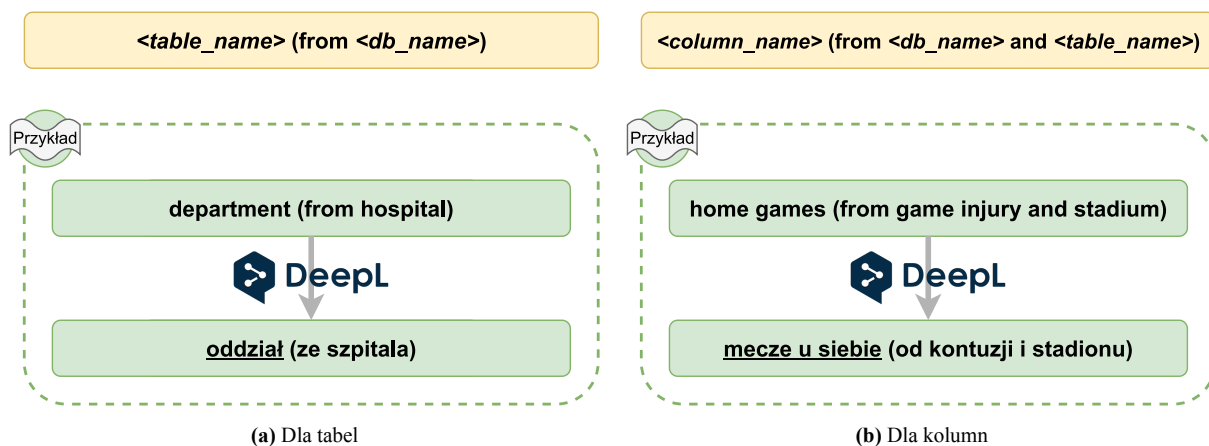 <table_name> (from <db_name>)
<column_name> (from <db_name> and <table_name>)
Przykład
department (from hospital)
DeepL
oddział (ze szpitala)
Przykład
home games (from game injury and stadium)
DeepL
mecze u siebie (od kontuzji i stadionu)
(a) Dla tabel
(b) Dla kolumn